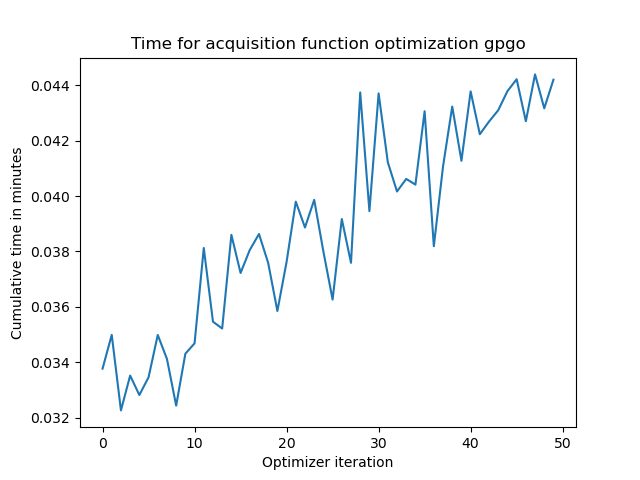 Time for acquisition function optimization gpgo
Cumulative time in minutes
0.044
0.042
0.040
0.038
0.036
0.034
0.032
0 10 20 30 40 50
Optimizer iteration